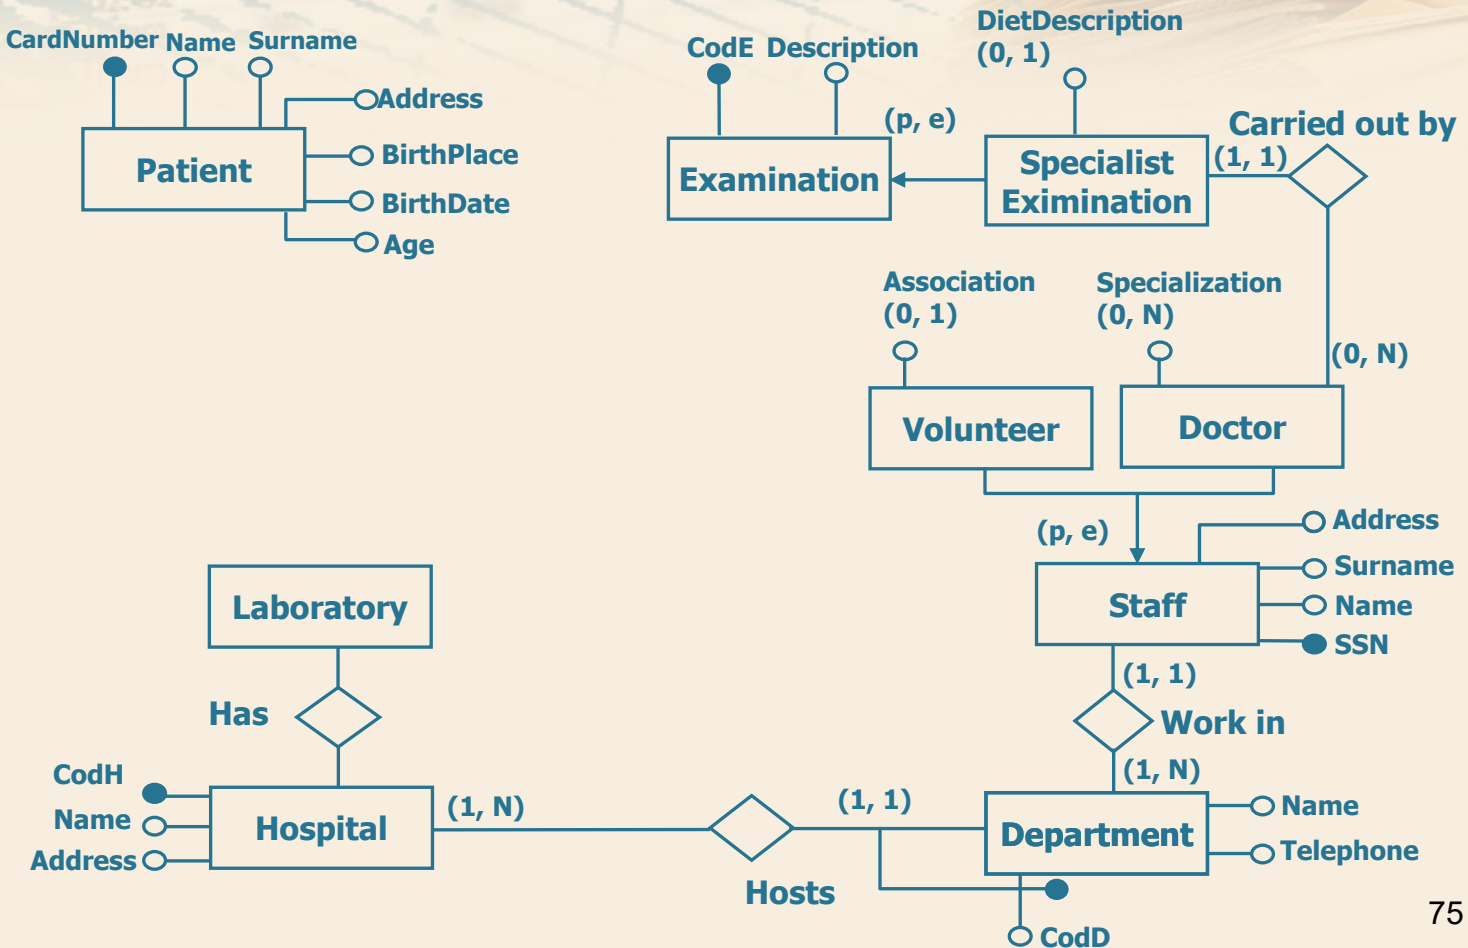 DietDescription
(0, 1)
CardNumber Name Surname
CodE Description
Address
(p, e)
Carried out by
Patient
BirthPlace
Examination
Specialist
Eximination
(1, 1)
BirthDate
Age
Association
(0, 1)
Specialization
(0, N)
(0, N)
Volunteer
Doctor
(p, e)
Address
Surname
Laboratory
Staff
Name
SSN
(1, 1)
Has
Work in
CodH
(1, N)
Name
Hospital
(1, N)
(1, 1)
Department
Name
Address
Telephone
Hosts
CodD
75